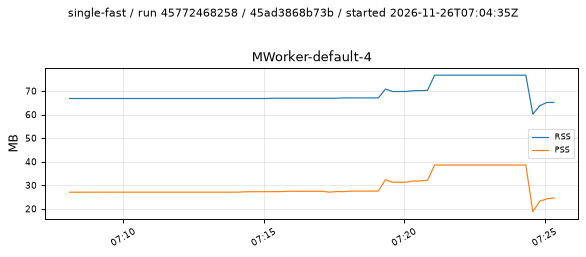 single-fast / run 45772468258 / 45ad3868b73b / started 2026-11-26T07:04:35Z
MWorker-default-4
MB
70
60
50
40
30
20
RSS
PSS
07:10
07:15
07:20
07:25